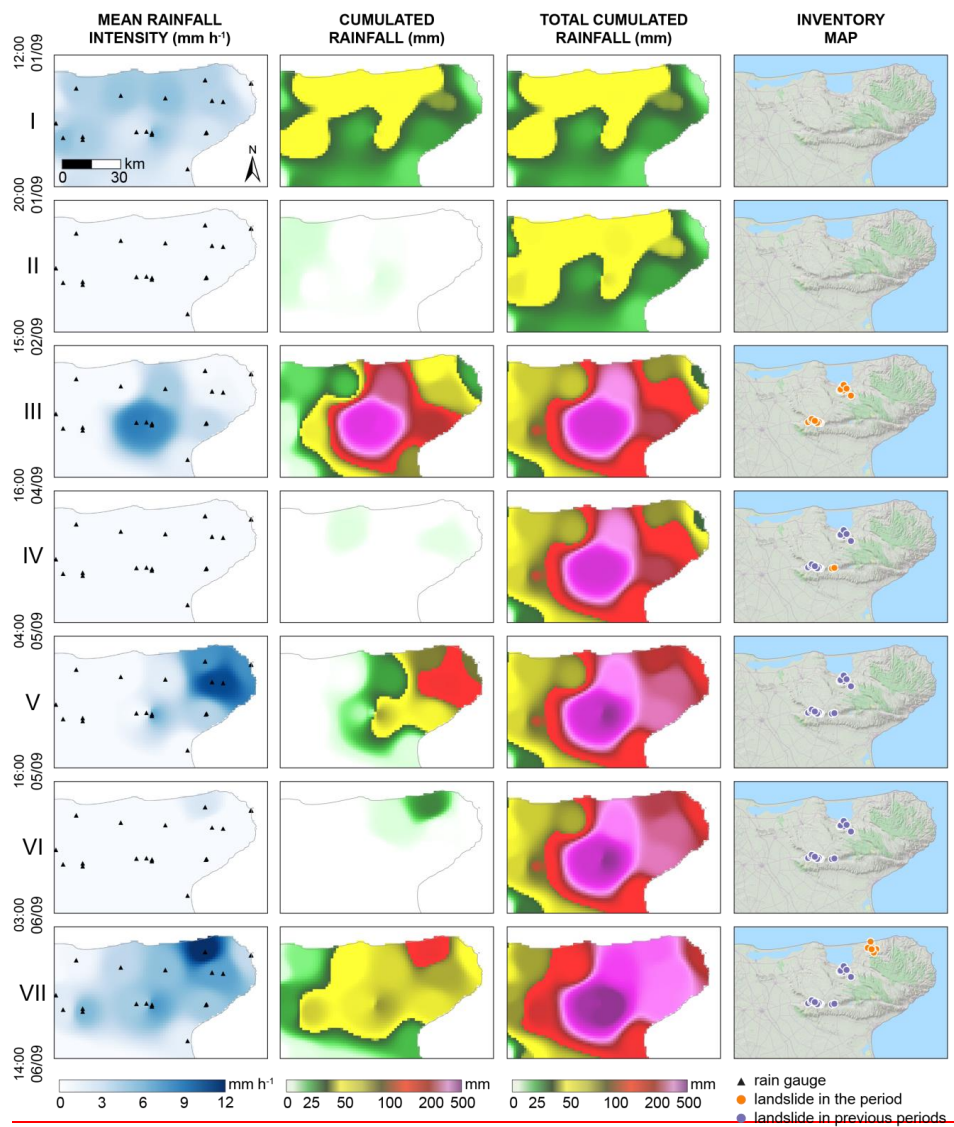 MEAN RAINFALL
INTENSITY (mm h-1)
CUMULATED
RAINFALL (mm)
TOTAL CUMULATED
RAINFALL (mm)
INVENTORY
MAP
12:00
01/09
I
km
0 30
N
20:00
01/09
II
15:00
02/09
III
16:00
04/09
IV
04:00
05/09
V
16:00
05/09
VI
03:00
06/09
VII
14:00
06/09
mm h-1
0 3 6 9 12
mm
0 25 50 100 200 500
mm
0 25 50 100 200 500
rain gauge
landslide in the period
landslide in previous periods